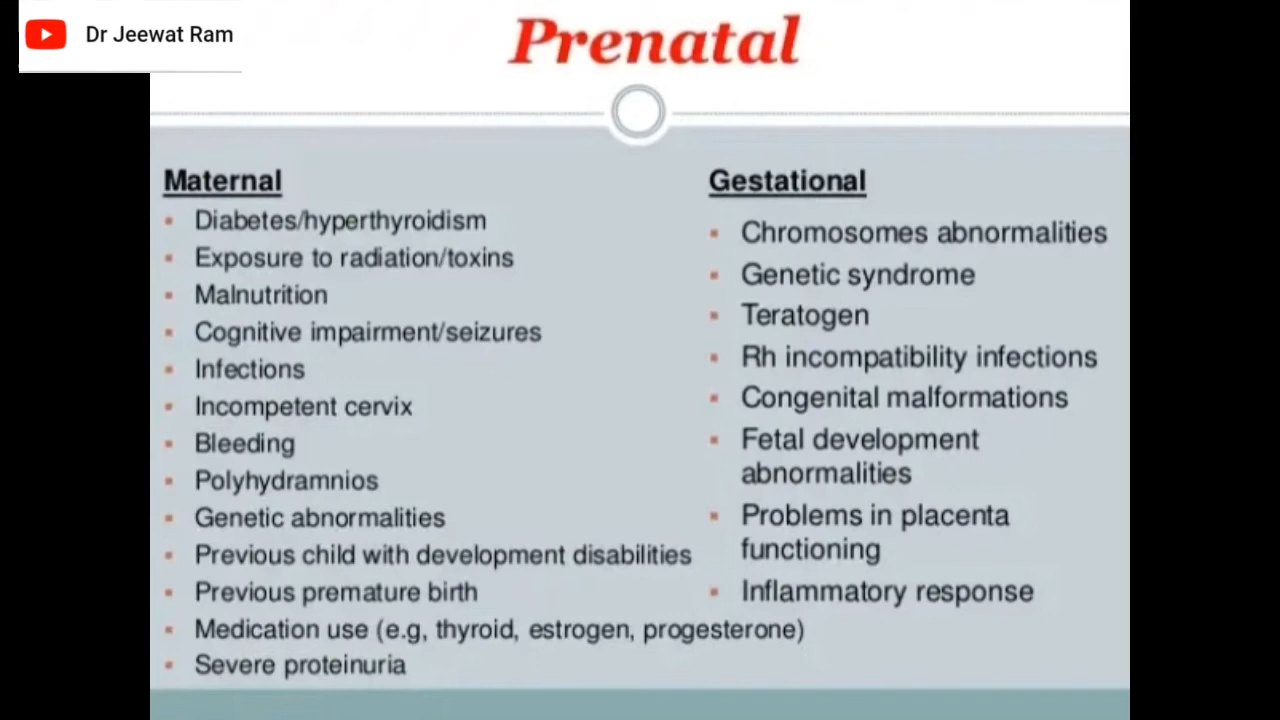 Dr Jeewat Ram
Prenatal
Maternal
Diabetes/hyperthyroidism
Exposure to radiation/toxins
Malnutrition
Cognitive impairment/seizures
Infections
Incompetent cervix
Bleeding
Polyhydramnios
Genetic abnormalities
Previous child with development disabilities
Previous premature birth
Medication use (e.g, thyroid, estrogen, progesterone)
Severe proteinuria
Gestational
Chromosomes abnormalities
Genetic syndrome
Teratogen
Rh incompatibility infections
Congenital malformations
Fetal development
abnormalities
Problems in placenta
functioning
Inflammatory response